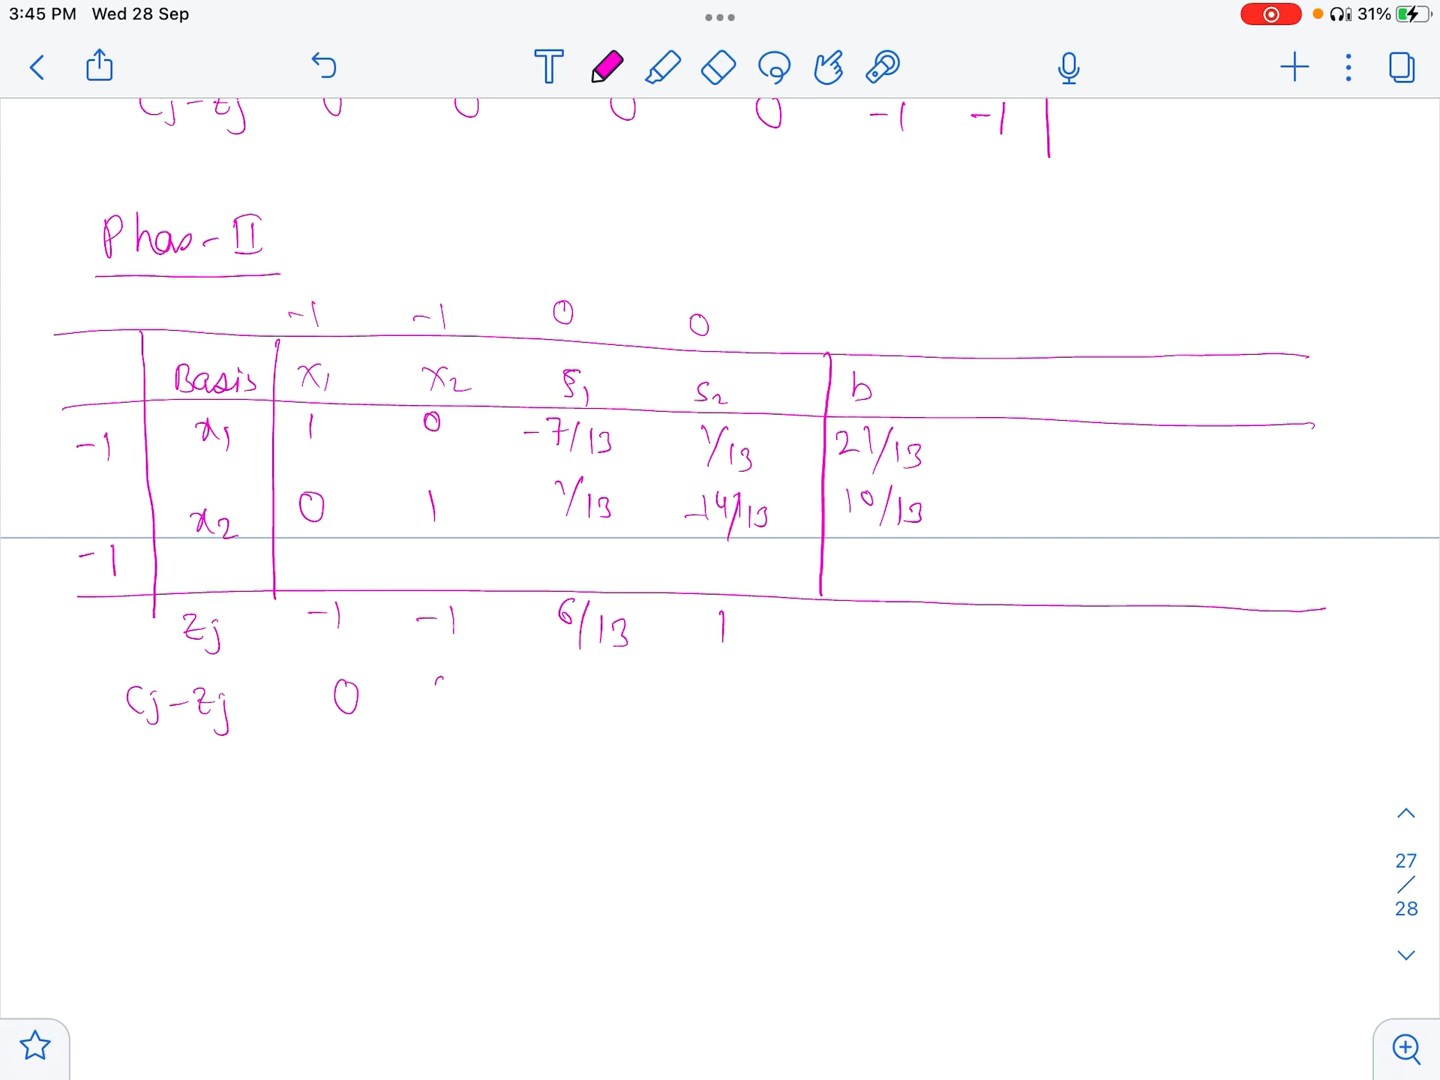 3:45 PM Wed 28 Sep 31%
T
Cj-Zj 0 0 0 0 -1 -1
Phas-II
-1 -1 0 0
Basis x1 x2 S1 S2 b
-1 x1 1 0 -7/13 1/13 21/13
x2 0 1 1/13 -14/13 10/13
-1
Zj -1 -1 6/13 1
Cj-Zj 0
27
/
28